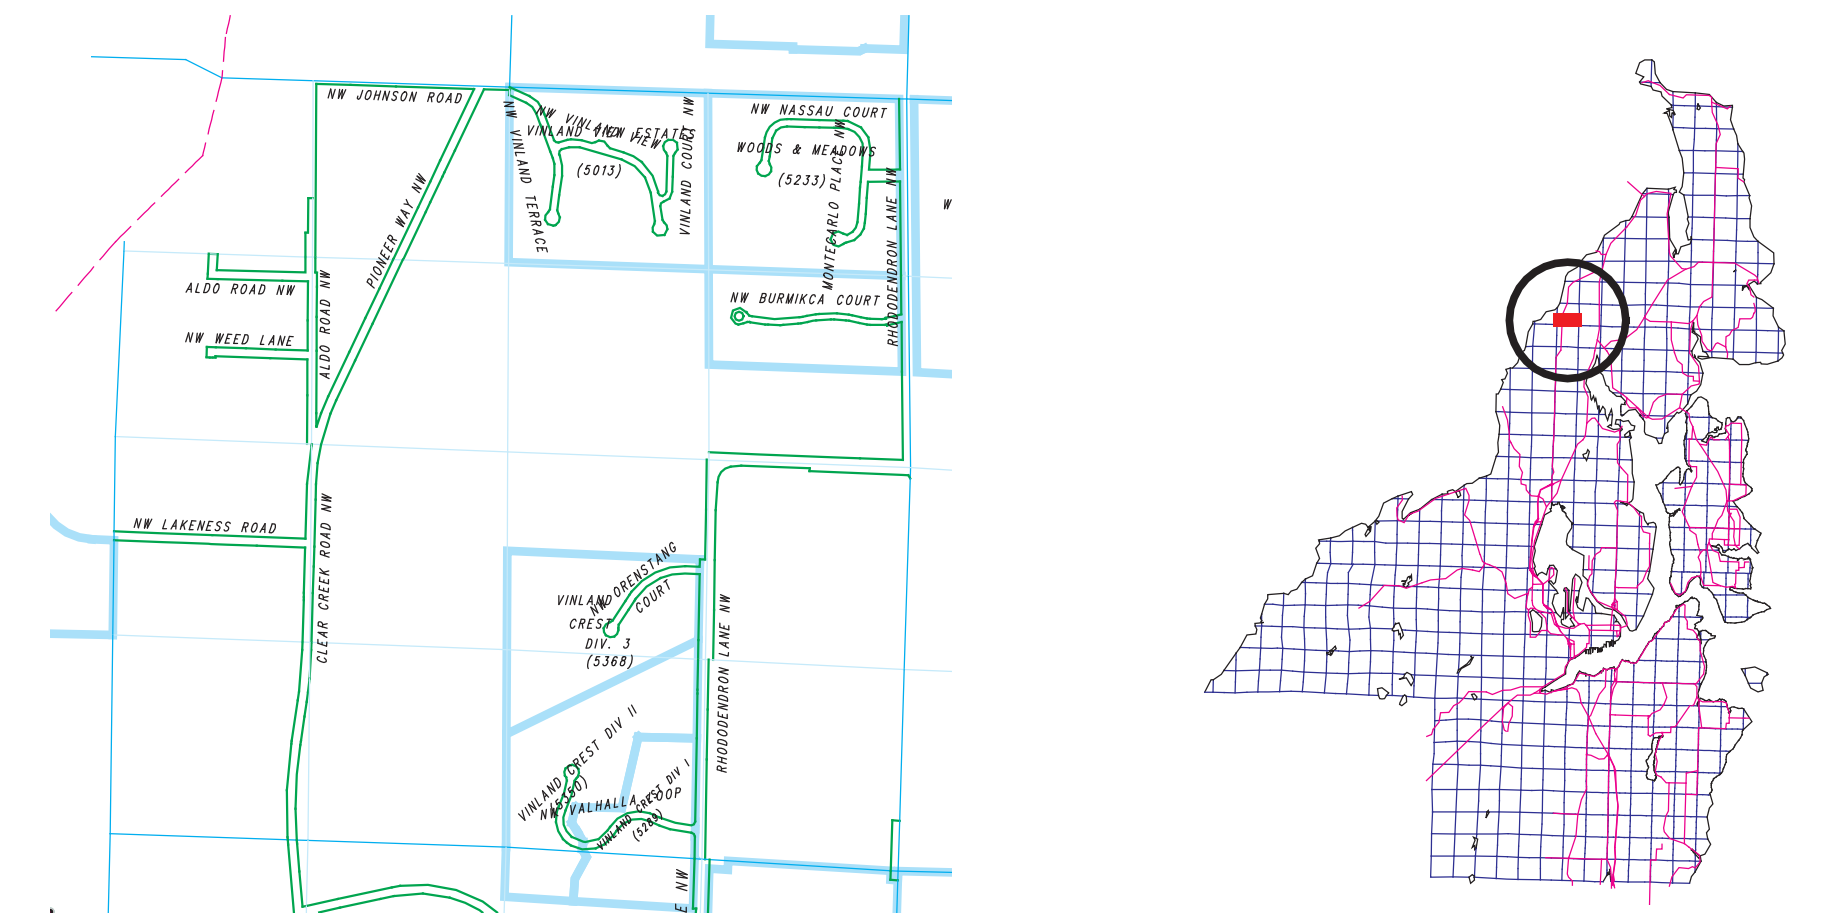 NW JOHNSON ROAD
NW VINLAND VIEW
VINLAND VIEW ESTATES
(5013)
NW VINLAND TERRACE
VINLAND COURT NW
NW NASSAU COURT
WOODS & MEADOWS
(5233)
MONTECARLO PLACE NW
RHODODENDRON LANE NW
W
PIONEER WAY NW
ALDO ROAD NW
ALDO ROAD NW
NW WEED LANE
NW BURMIKCA COURT
NW LAKENESS ROAD
CLEAR CREEK ROAD NW
NW ORENSTANG
COURT
VINLAND
CREST
DIV. 3
(5368)
RHODODENDRON LANE NW
VINLAND CREST DIV II
(5350)
NW VALHALLA LOOP
VINLAND CREST DIV I
(5289)
E NW